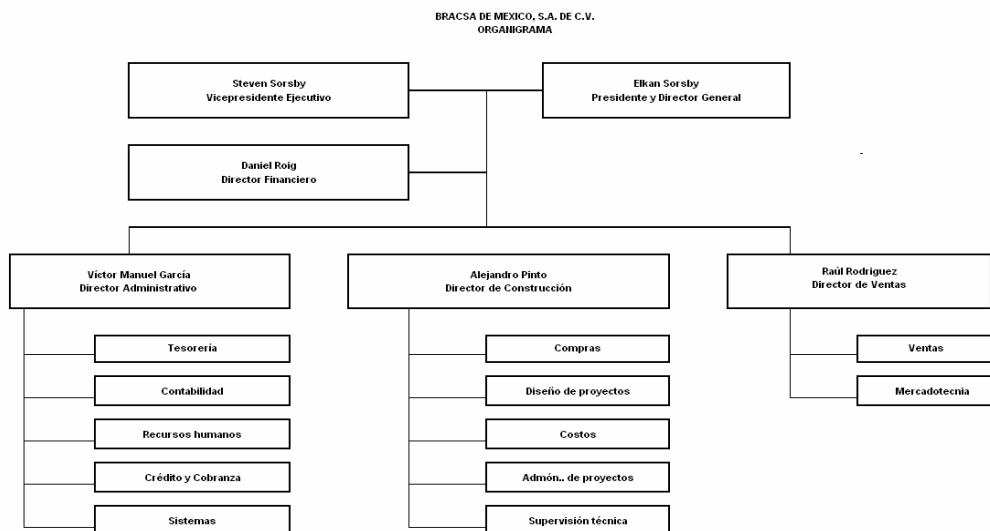 BRACSA DE MEXICO, S.A. DE C.V.
ORGANIGRAMA
Steven Sorsby
Vicepresidente Ejecutivo
Elkan Sorsby
Presidente y Director General
Daniel Roig
Director Financiero
Víctor Manuel García
Director Administrativo
Alejandro Pinto
Director de Construcción
Raúl Rodriguez
Director de Ventas
Tesorería
Contabilidad
Recursos humanos
Crédito y Cobranza
Sistemas
Compras
Diseño de proyectos
Costos
Admón.. de proyectos
Supervisión técnica
Ventas
Mercadotecnia